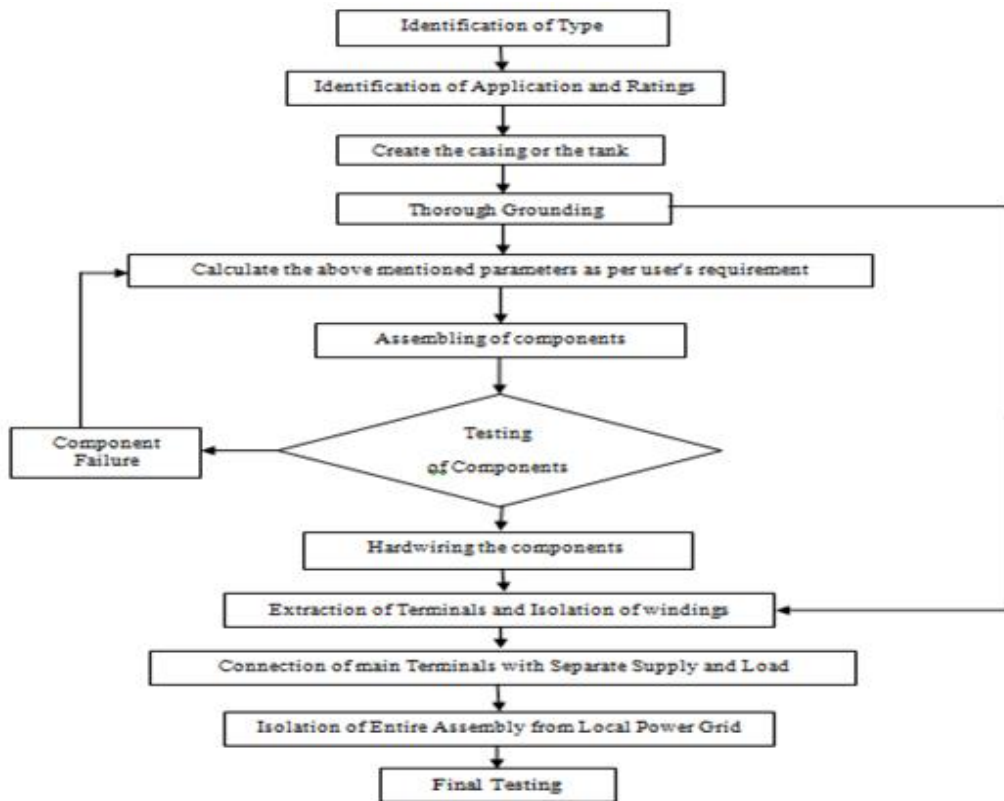 Identification of Type
Identification of Application and Ratings
Create the casing or the tank
Thorough Grounding
Calculate the above mentioned parameters as per user's requirement
Assembling of components
Testing
of Components
Component
Failure
Hardwiring the components
Extraction of Terminals and Isolation of windings
Connection of main Terminals with Separate Supply and Load
Isolation of Entire Assembly from Local Power Grid
Final Testing